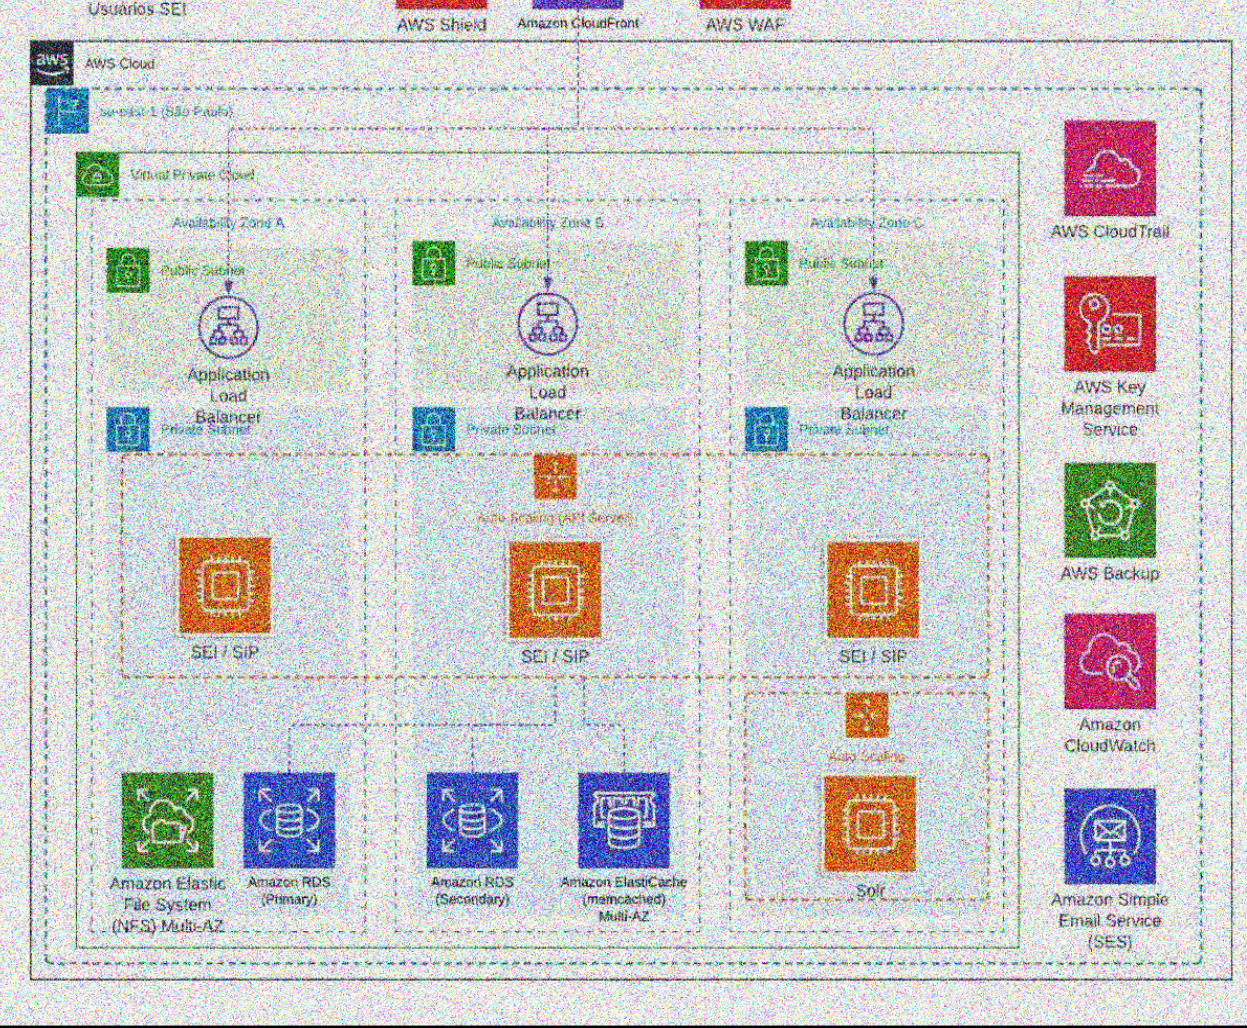 Usuários SEI
AWS Shield
Amazon CloudFront
AWS WAF
aws
AWS Cloud
sa-east-1 (São Paulo)
Virtual Private Cloud
Availability Zone A
Availability Zone B
Availability Zone C
Public Subnet
Public Subnet
Public Subnet
Application
Load
Balancer
Application
Load
Balancer
Application
Load
Balancer
Private Subnet
Private Subnet
Private Subnet
Auto Scaling (API Server)
SEI / SIP
SEI / SIP
SEI / SIP
Auto Scaling
Solr
Amazon Elastic
File System
(NFS) Multi-AZ
Amazon RDS
(Primary)
Amazon RDS
(Secondary)
Amazon ElastiCache
(memcached)
Multi-AZ
AWS CloudTrail
AWS Key
Management
Service
AWS Backup
Amazon
CloudWatch
Amazon Simple
Email Service
(SES)